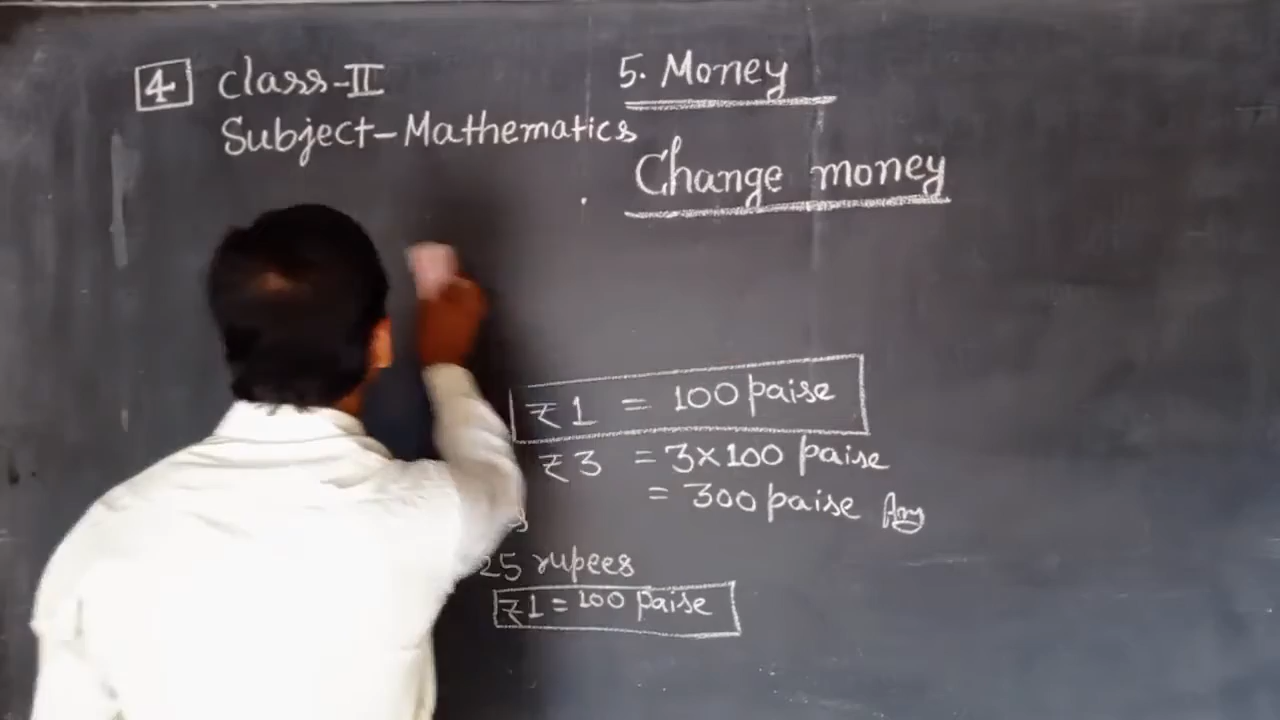 4
Class-II
Subject-Mathematics
5. Money
Change money
₹1 = 100 paise
₹3 = 3×100 paise
= 300 paise Ans
25 rupees
₹1 = 100 paise